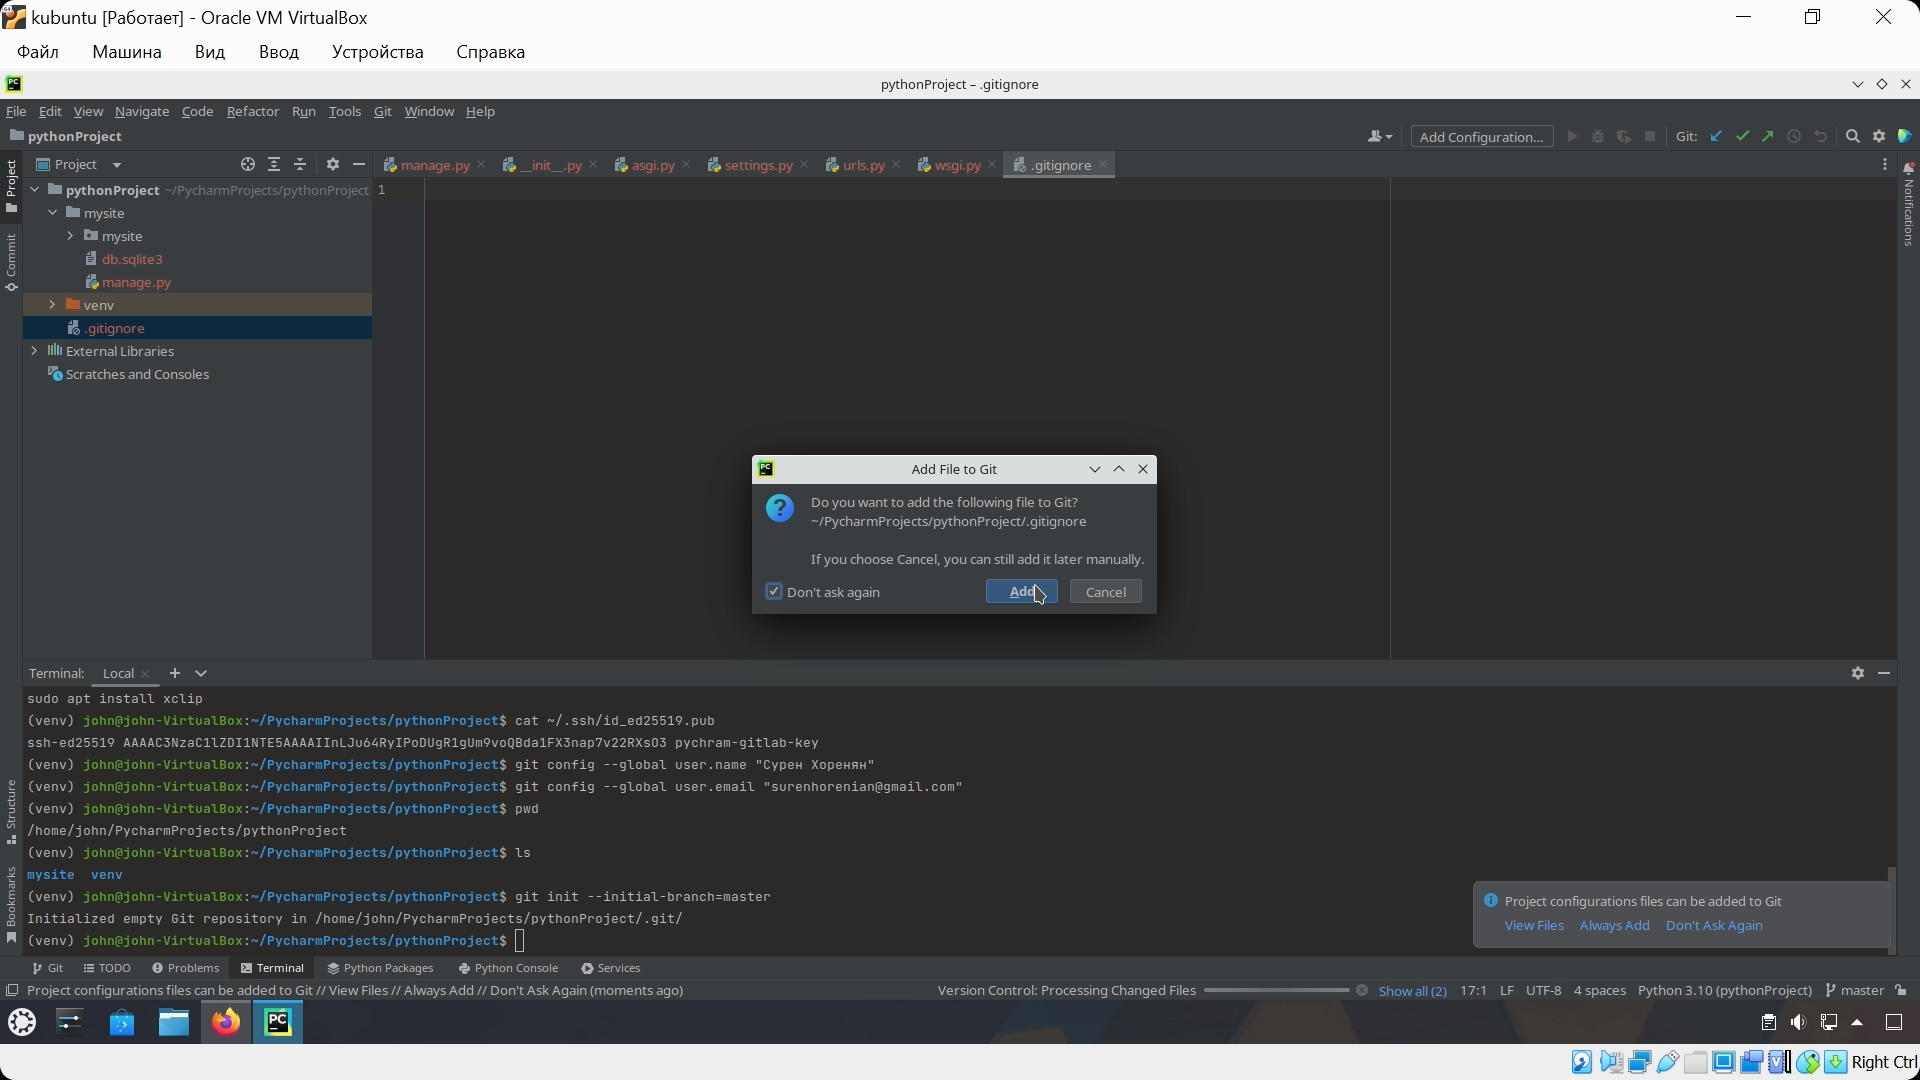 kubuntu [Работает] - Oracle VM VirtualBox
Файл Машина Вид Ввод Устройства Справка
pythonProject – .gitignore
File Edit View Navigate Code Refactor Run Tools Git Window Help
pythonProject
Add Configuration...
Git:
Project
manage.py
__init__.py
asgi.py
settings.py
urls.py
wsgi.py
.gitignore
Project
Commit
Structure
Bookmarks
Notifications
pythonProject ~/PycharmProjects/pythonProject
mysite
mysite
db.sqlite3
manage.py
venv
.gitignore
External Libraries
Scratches and Consoles
1
Add File to Git
Do you want to add the following file to Git?
~/PycharmProjects/pythonProject/.gitignore
If you choose Cancel, you can still add it later manually.
Don't ask again
Add
Cancel
Terminal: Local
sudo apt install xclip
(venv) john@john-VirtualBox:~/PycharmProjects/pythonProject$ cat ~/.ssh/id_ed25519.pub
ssh-ed25519 AAAAC3NzaC1lZDI1NTE5AAAAIInLJu64RyIPoDUgR1gUm9voQBda1FX3nap7v22RXsO3 pychram-gitlab-key
(venv) john@john-VirtualBox:~/PycharmProjects/pythonProject$ git config --global user.name "Сурен Хоренян"
(venv) john@john-VirtualBox:~/PycharmProjects/pythonProject$ git config --global user.email "surenhorenian@gmail.com"
(venv) john@john-VirtualBox:~/PycharmProjects/pythonProject$ pwd
/home/john/PycharmProjects/pythonProject
(venv) john@john-VirtualBox:~/PycharmProjects/pythonProject$ ls
mysite venv
(venv) john@john-VirtualBox:~/PycharmProjects/pythonProject$ git init --initial-branch=master
Initialized empty Git repository in /home/john/PycharmProjects/pythonProject/.git/
(venv) john@john-VirtualBox:~/PycharmProjects/pythonProject$
Project configurations files can be added to Git
View Files Always Add Don't Ask Again
Git TODO Problems Terminal Python Packages Python Console Services
Project configurations files can be added to Git // View Files // Always Add // Don't Ask Again (moments ago)
Version Control: Processing Changed Files
Show all (2)
17:1 LF UTF-8 4 spaces Python 3.10 (pythonProject) master
Right Ctrl